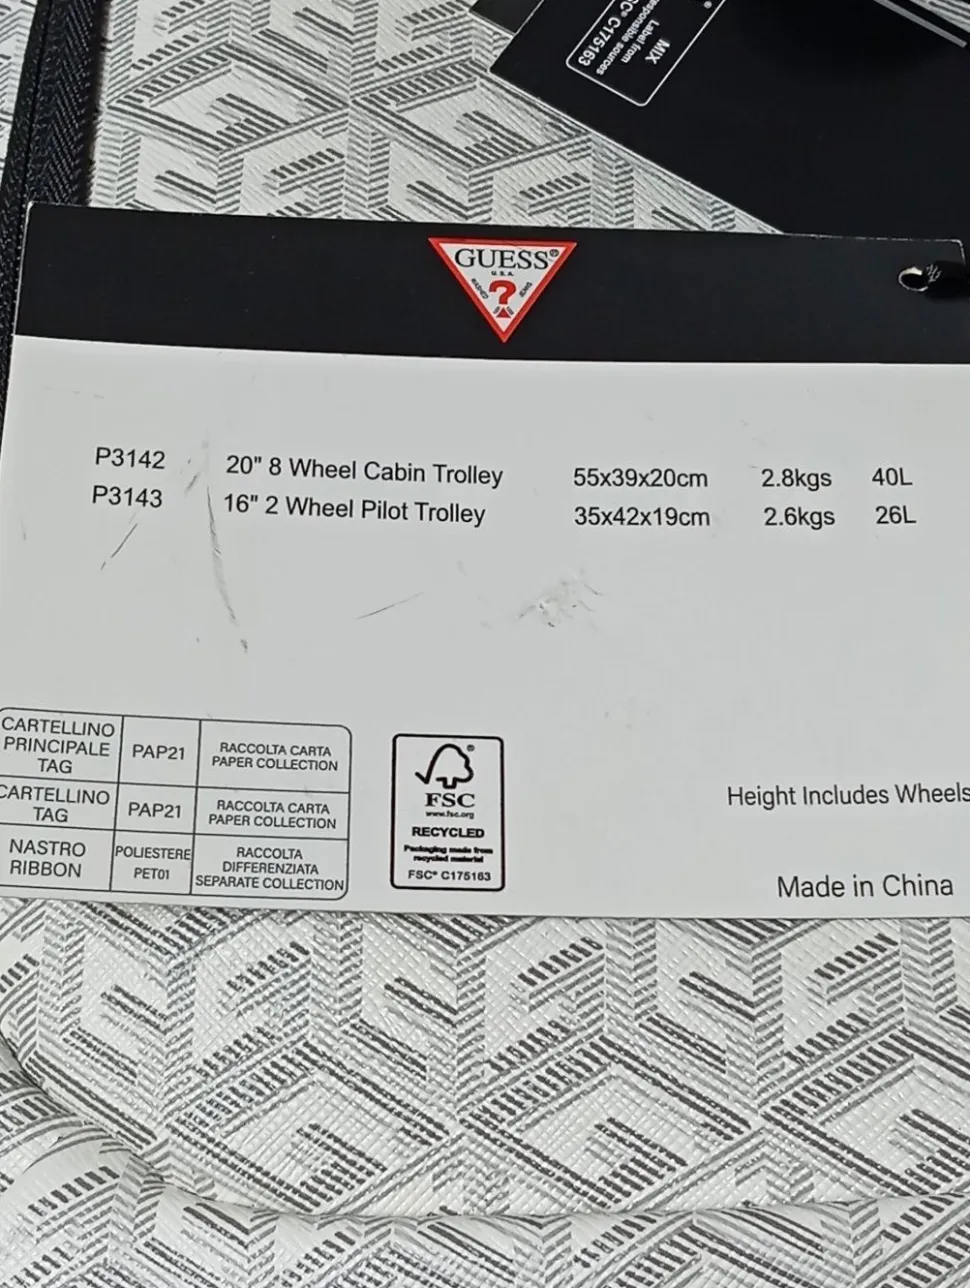 MIX
Label from
responsible sources
FSC® C175163
GUESS®
U.S.A.
?
P3142 20" 8 Wheel Cabin Trolley 55x39x20cm 2.8kgs 40L
P3143 16" 2 Wheel Pilot Trolley 35x42x19cm 2.6kgs 26L
CARTELLINO
PRINCIPALE
TAG
PAP21
RACCOLTA CARTA
PAPER COLLECTION
CARTELLINO
TAG
PAP21
RACCOLTA CARTA
PAPER COLLECTION
NASTRO
RIBBON
POLIESTERE
PET01
RACCOLTA
DIFFERENZIATA
SEPARATE COLLECTION
®
FSC
www.fsc.org
RECYCLED
Packaging made from
recycled material
FSC® C175163
Height Includes Wheels
Made in China